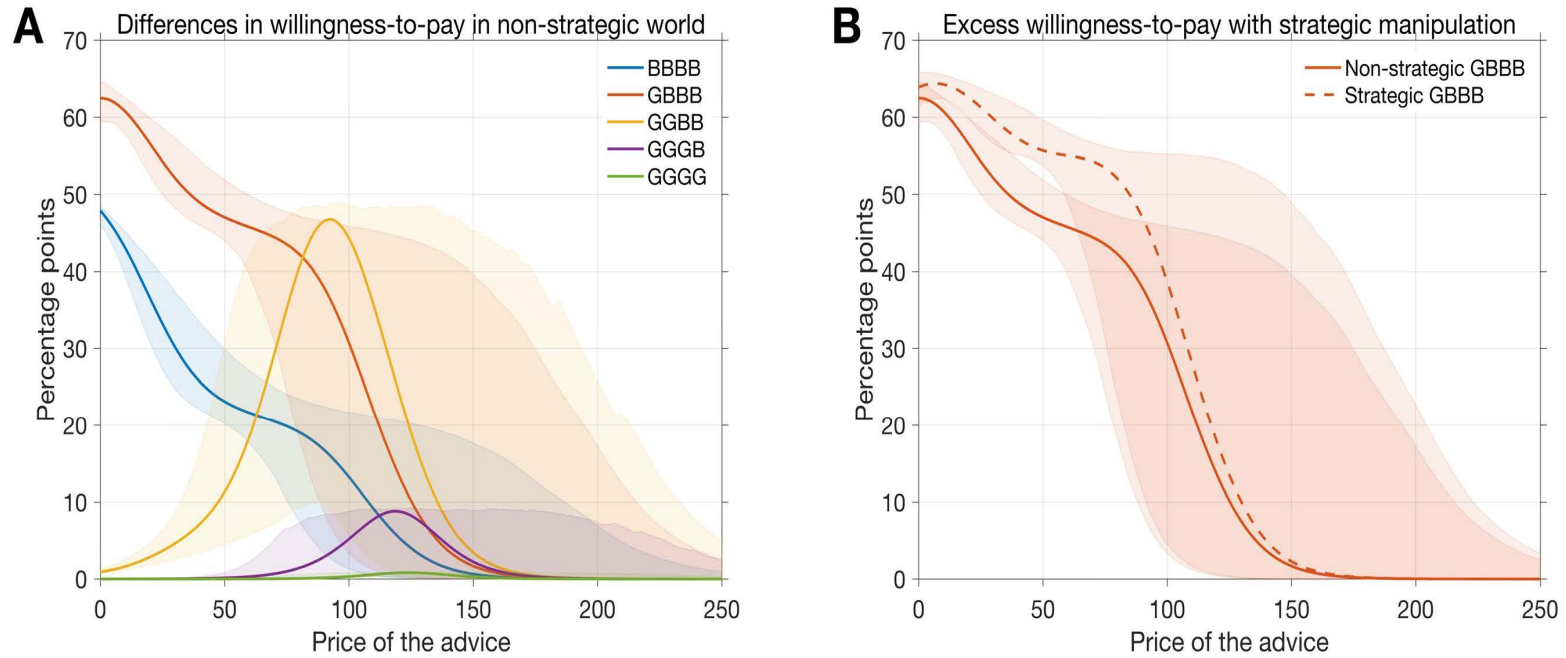 A
Differences in willingness-to-pay in non-strategic world
70
60
50
40
30
20
10
0
Percentage points
BBBB
GBBB
GGBB
GGGB
GGGG
0 50 100 150 200 250
Price of the advice
B
Excess willingness-to-pay with strategic manipulation
70
60
50
40
30
20
10
0
Percentage points
Non-strategic GBBB
Strategic GBBB
0 50 100 150 200 250
Price of the advice